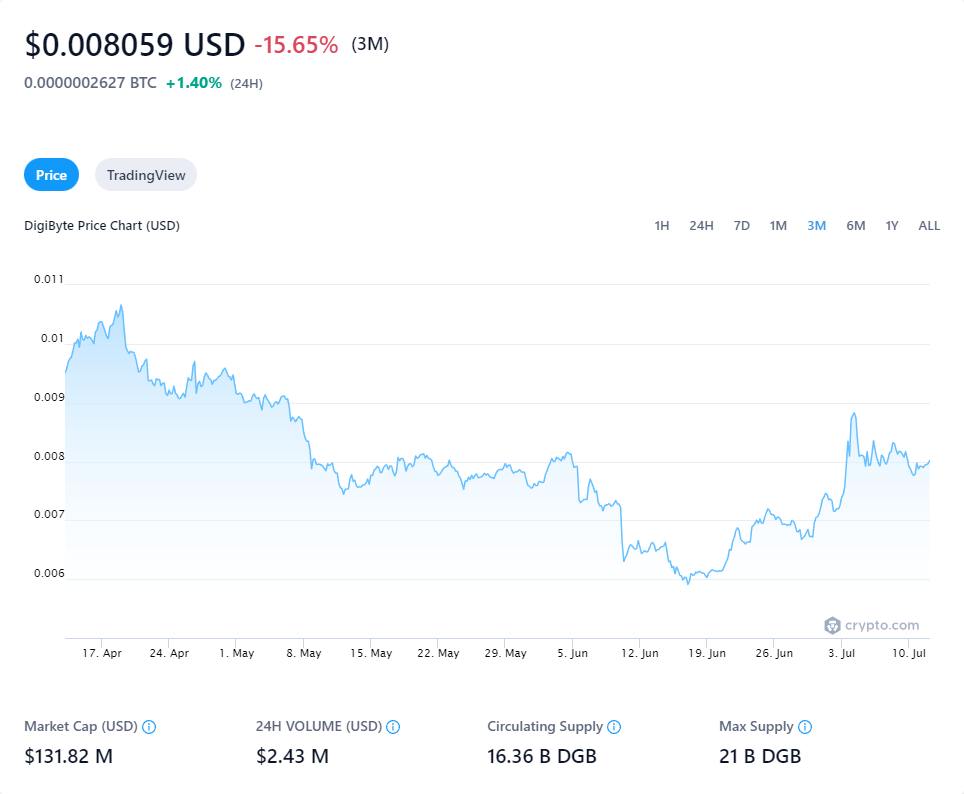 $0.008059 USD -15.65% (3M)
0.0000002627 BTC +1.40% (24H)
Price TradingView
DigiByte Price Chart (USD) 1H 24H 7D 1M 3M 6M 1Y ALL
0.011
0.01
0.009
0.008
0.007
0.006
crypto.com
17. Apr 24. Apr 1. May 8. May 15. May 22. May 29. May 5. Jun 12. Jun 19. Jun 26. Jun 3. Jul 10. Jul
Market Cap (USD) 24H VOLUME (USD) Circulating Supply Max Supply
$131.82 M $2.43 M 16.36 B DGB 21 B DGB